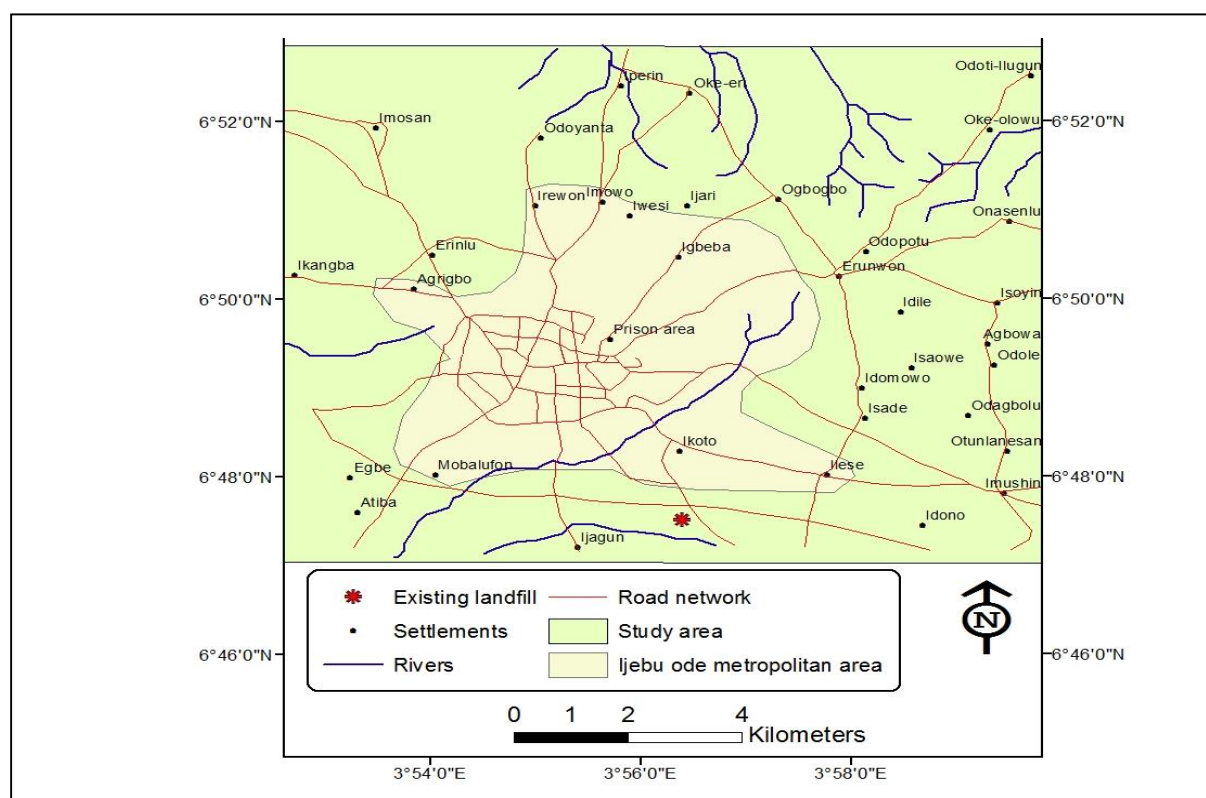 Odoti-Ilugun
Iperin
Oke-eri
Imosan
6°52'0"N
6°52'0"N
Oke-olowu
Odoyanta
Irewon
Imowo
Iwesi
Ijari
Ogbogbo
Onasenlu
Erinlu
Igbeba
Odopotu
Ikangba
Agrigbo
Erunwon
6°50'0"N
6°50'0"N
Isoyin
Idile
Prison area
Agbowa
Odole
Isaowe
Idomowo
Isade
Odagbolu
Ikoto
Otunlanesan
Egbe
Mobalufon
Ilese
6°48'0"N
6°48'0"N
Imushin
Atiba
Idono
Ijagun
Existing landfill
Road network
Settlements
Study area
Rivers
Ijebu ode metropolitan area
N
6°46'0"N
6°46'0"N
0 1 2 4
Kilometers
3°54'0"E
3°56'0"E
3°58'0"E